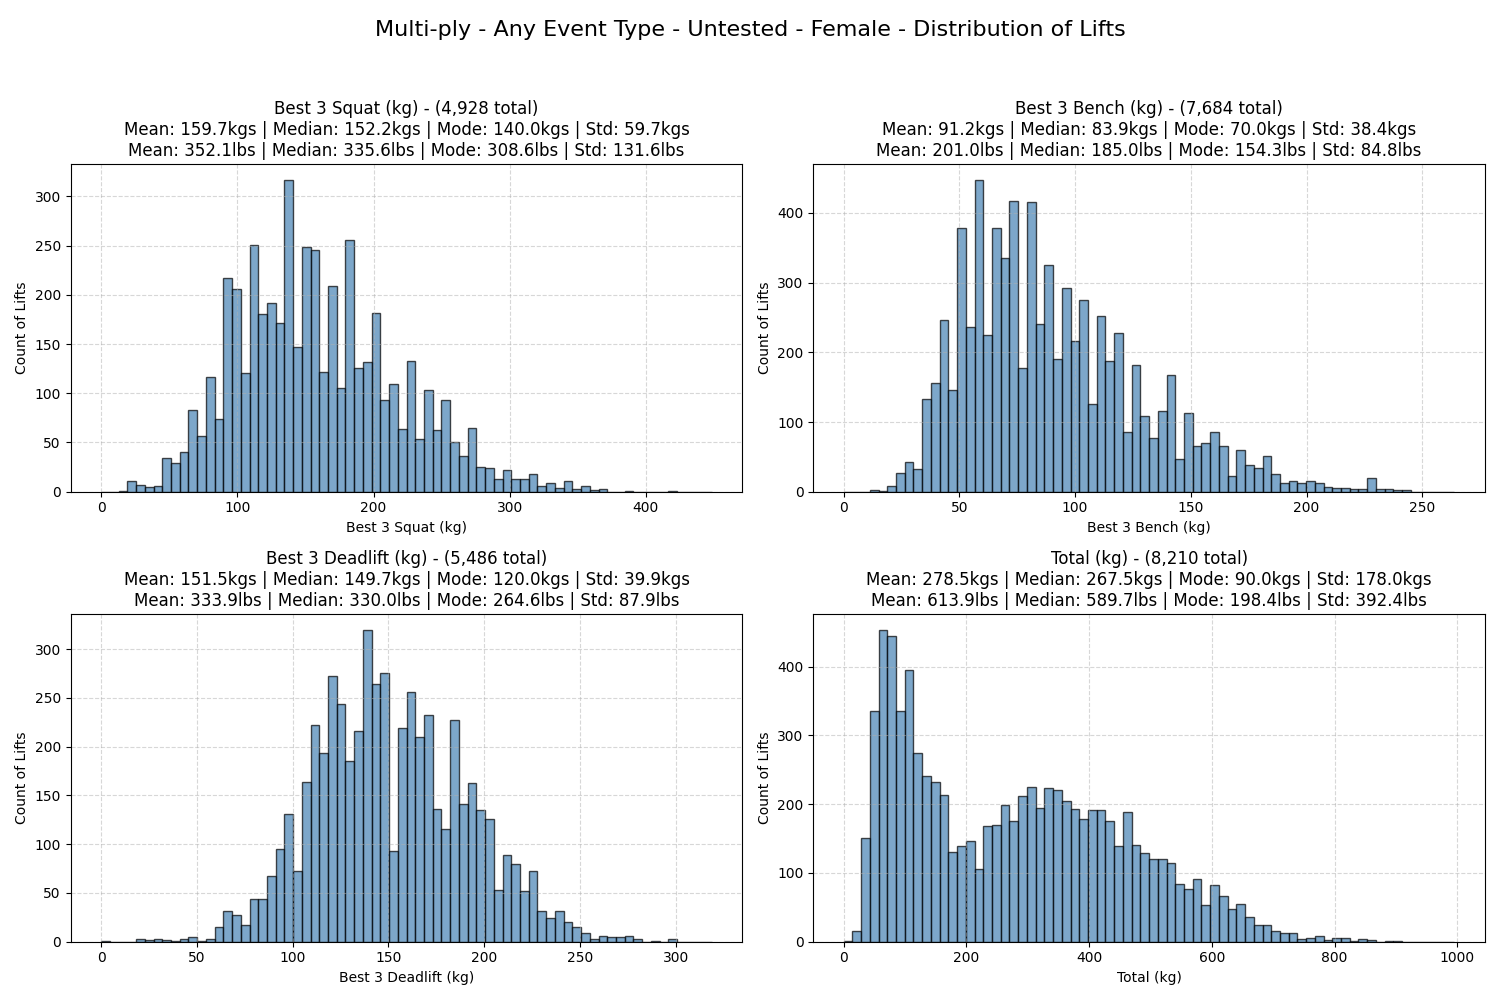 Multi-ply - Any Event Type - Untested - Female - Distribution of Lifts
Best 3 Squat (kg) - (4,928 total)
Mean: 159.7kgs | Median: 152.2kgs | Mode: 140.0kgs | Std: 59.7kgs
Mean: 352.1lbs | Median: 335.6lbs | Mode: 308.6lbs | Std: 131.6lbs
Count of Lifts
300
250
200
150
100
50
0
0 100 200 300 400
Best 3 Squat (kg)
Best 3 Bench (kg) - (7,684 total)
Mean: 91.2kgs | Median: 83.9kgs | Mode: 70.0kgs | Std: 38.4kgs
Mean: 201.0lbs | Median: 185.0lbs | Mode: 154.3lbs | Std: 84.8lbs
Count of Lifts
400
300
200
100
0
0 50 100 150 200 250
Best 3 Bench (kg)
Best 3 Deadlift (kg) - (5,486 total)
Mean: 151.5kgs | Median: 149.7kgs | Mode: 120.0kgs | Std: 39.9kgs
Mean: 333.9lbs | Median: 330.0lbs | Mode: 264.6lbs | Std: 87.9lbs
Count of Lifts
300
250
200
150
100
50
0
0 50 100 150 200 250 300
Best 3 Deadlift (kg)
Total (kg) - (8,210 total)
Mean: 278.5kgs | Median: 267.5kgs | Mode: 90.0kgs | Std: 178.0kgs
Mean: 613.9lbs | Median: 589.7lbs | Mode: 198.4lbs | Std: 392.4lbs
Count of Lifts
400
300
200
100
0
0 200 400 600 800 1000
Total (kg)